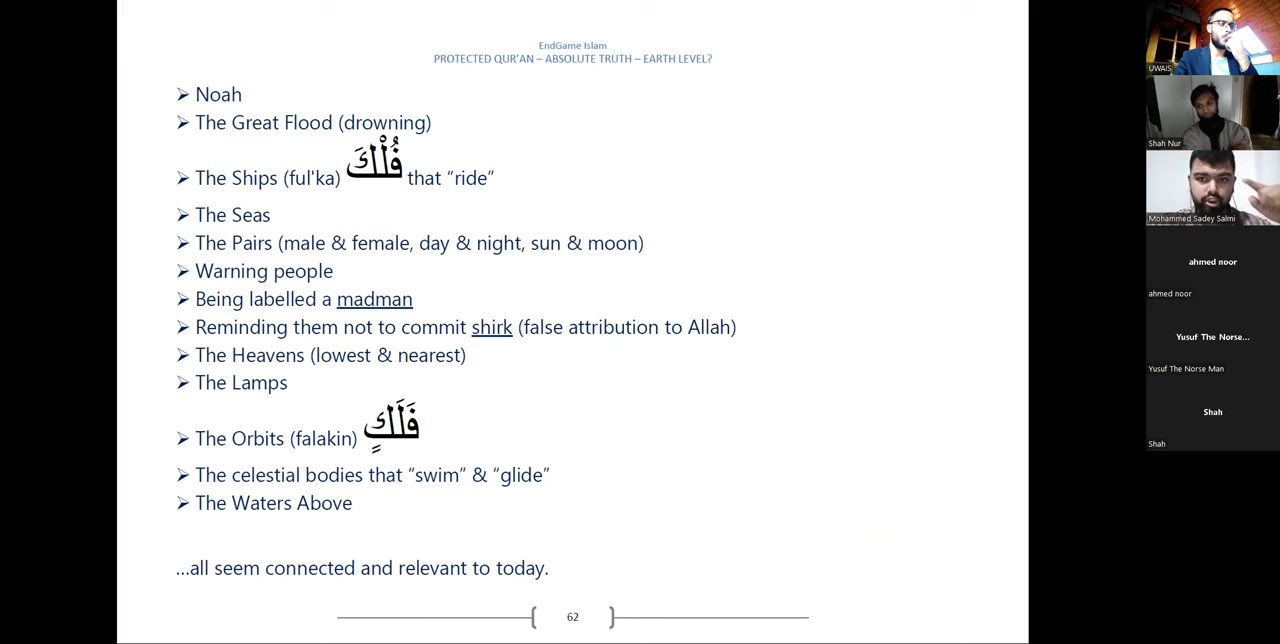 EndGame Islam
PROTECTED QUR'AN – ABSOLUTE TRUTH – EARTH LEVEL?
➢ Noah
➢ The Great Flood (drowning)
➢ The Ships (ful'ka) فُلْكَ that “ride”
➢ The Seas
➢ The Pairs (male & female, day & night, sun & moon)
➢ Warning people
➢ Being labelled a madman
➢ Reminding them not to commit shirk (false attribution to Allah)
➢ The Heavens (lowest & nearest)
➢ The Lamps
➢ The Orbits (falakin) فَلَكٍ
➢ The celestial bodies that “swim” & “glide”
➢ The Waters Above
…all seem connected and relevant to today.
62
UWAIS
Shah Nur
Mohammed Sadey Salmi
ahmed noor
ahmed noor
Yusuf The Norse...
Yusuf The Norse Man
Shah
Shah